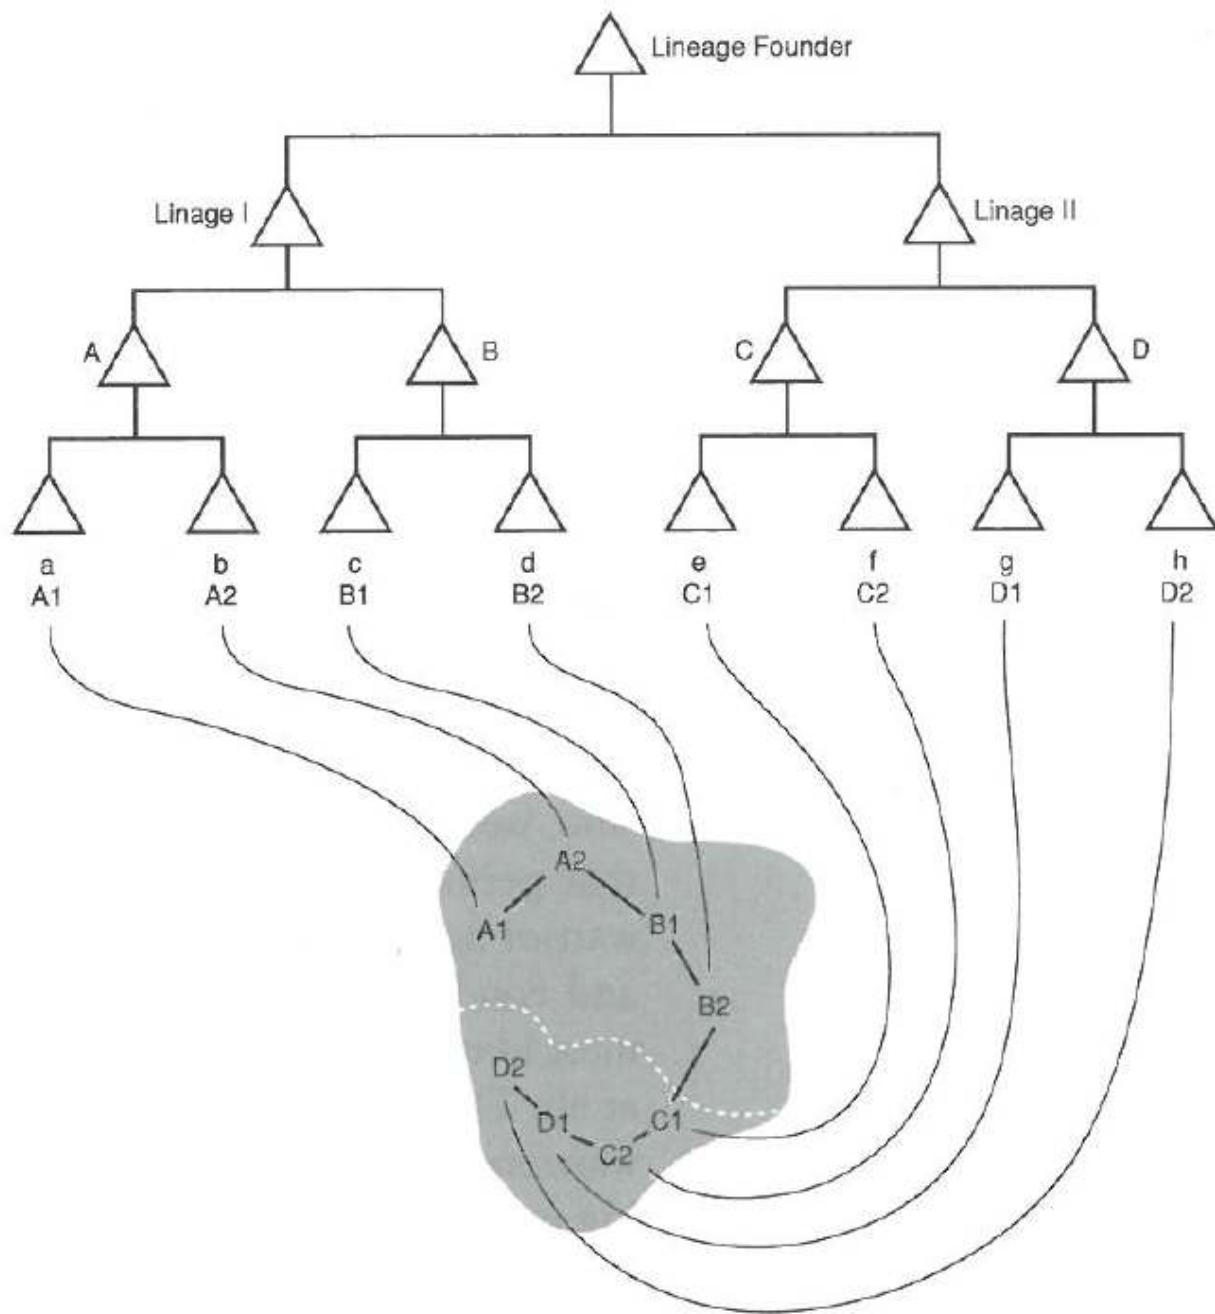 Lineage Founder
Linage I
Linage II
A
B
C
D
a
b
c
d
e
f
g
h
A1
A2
B1
B2
C1
C2
D1
D2
A2
A1
B1
B2
D2
D1
C1
C2